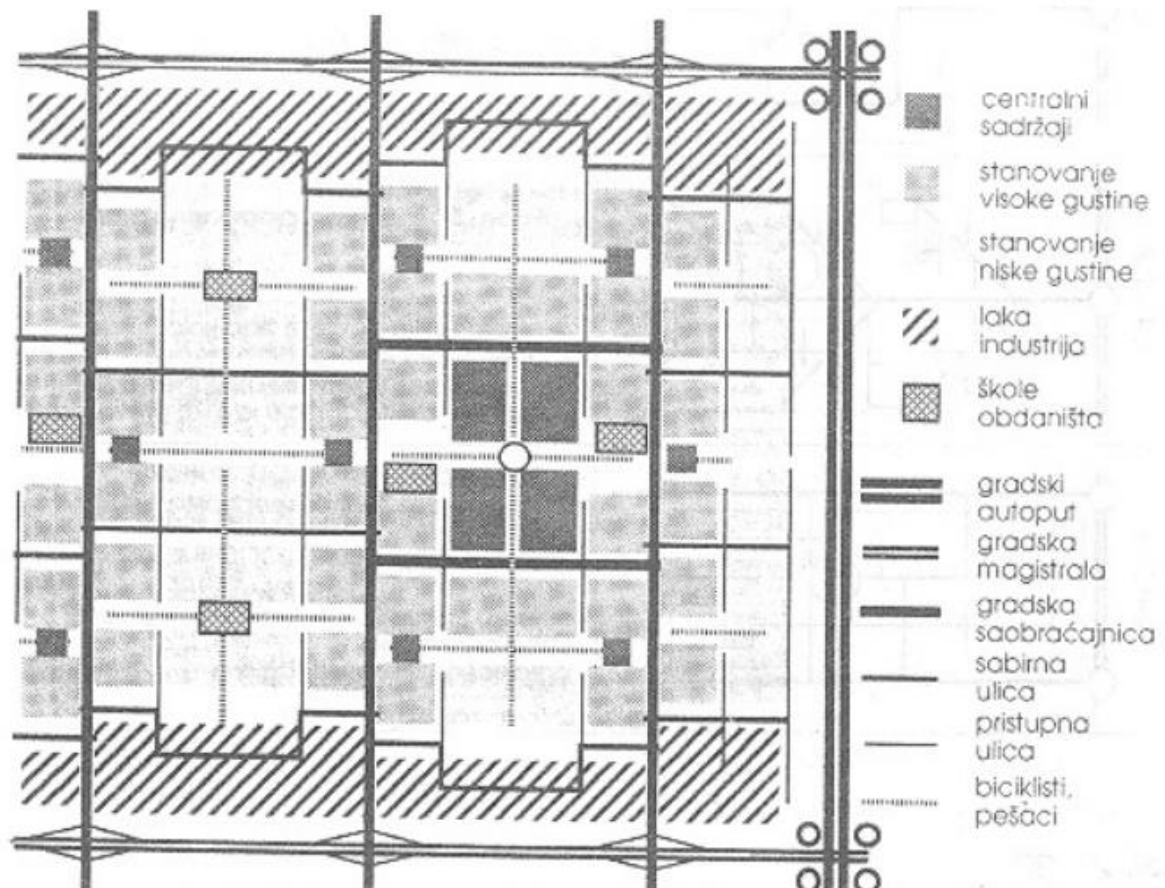 centralni
sadržaji
stanovanje
visoke gustine
stanovanje
niske gustine
laka
industrija
škole
obdaništa
gradski
autoput
gradska
magistrala
gradska
saobraćajnica
sabirna
ulica
pristupna
ulica
biciklisti,
pešaci